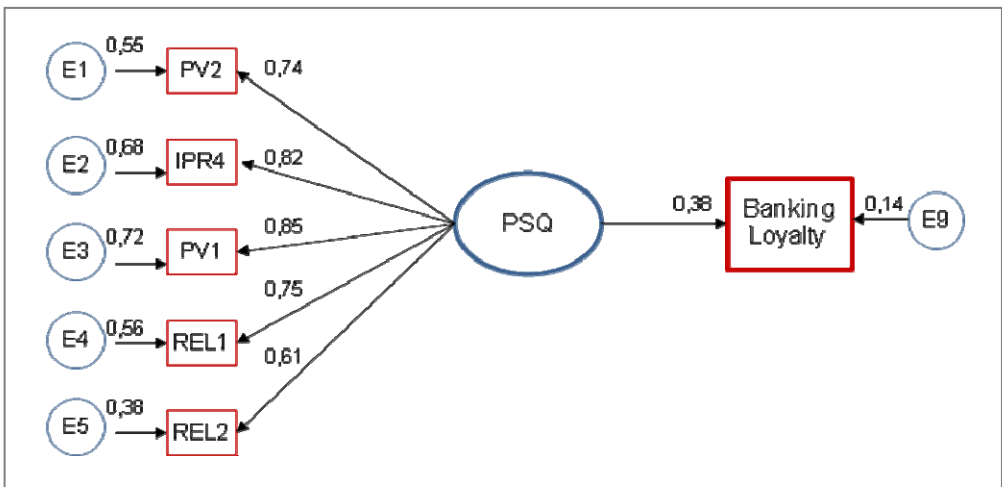 0,55
E1
PV2
0,74
0,68
E2
IPR4
0,82
0,72
E3
PV1
0,85
0,56
E4
REL1
0,75
0,38
E5
REL2
0,61
PSQ
0,38
Banking
Loyalty
0,14
E9